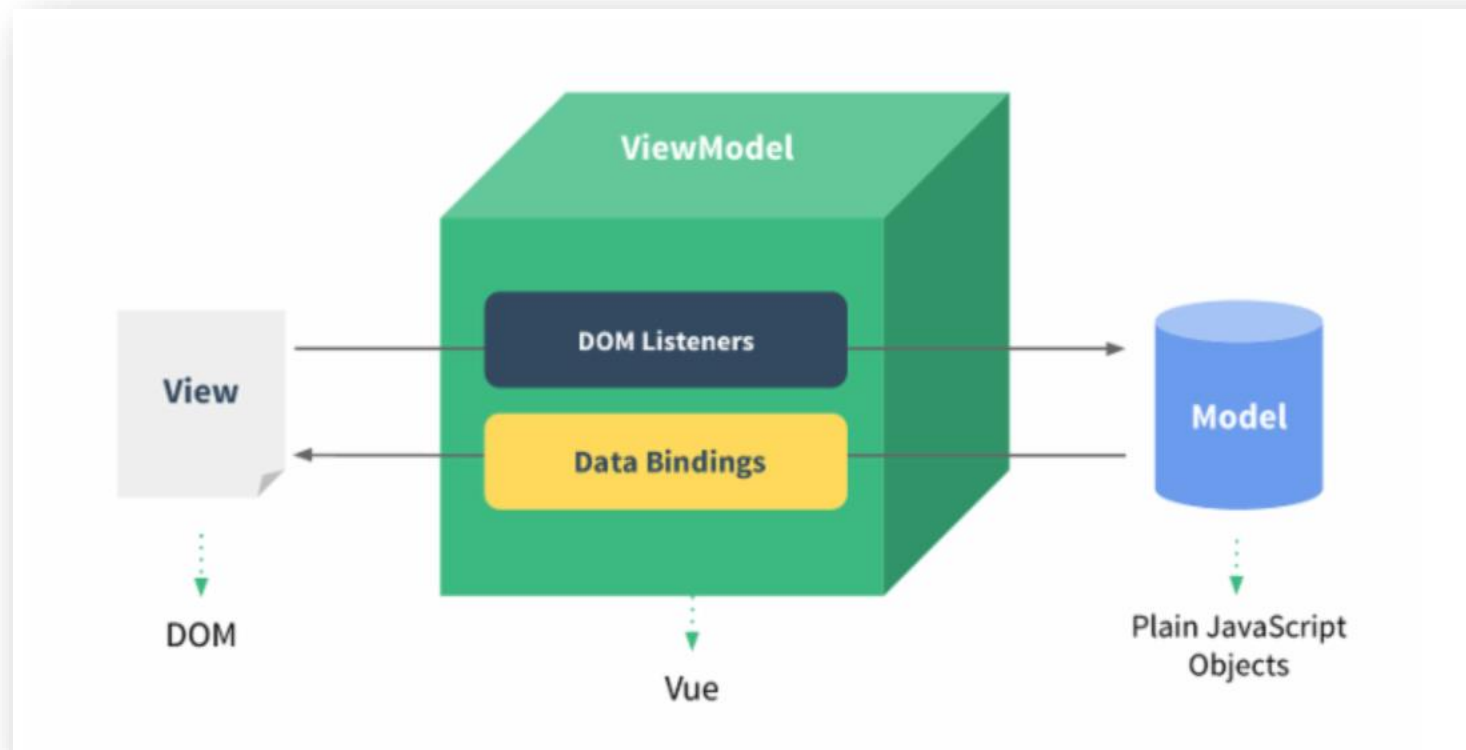 ViewModel
DOM Listeners
View
Model
Data Bindings
DOM
Vue
Plain JavaScript
Objects